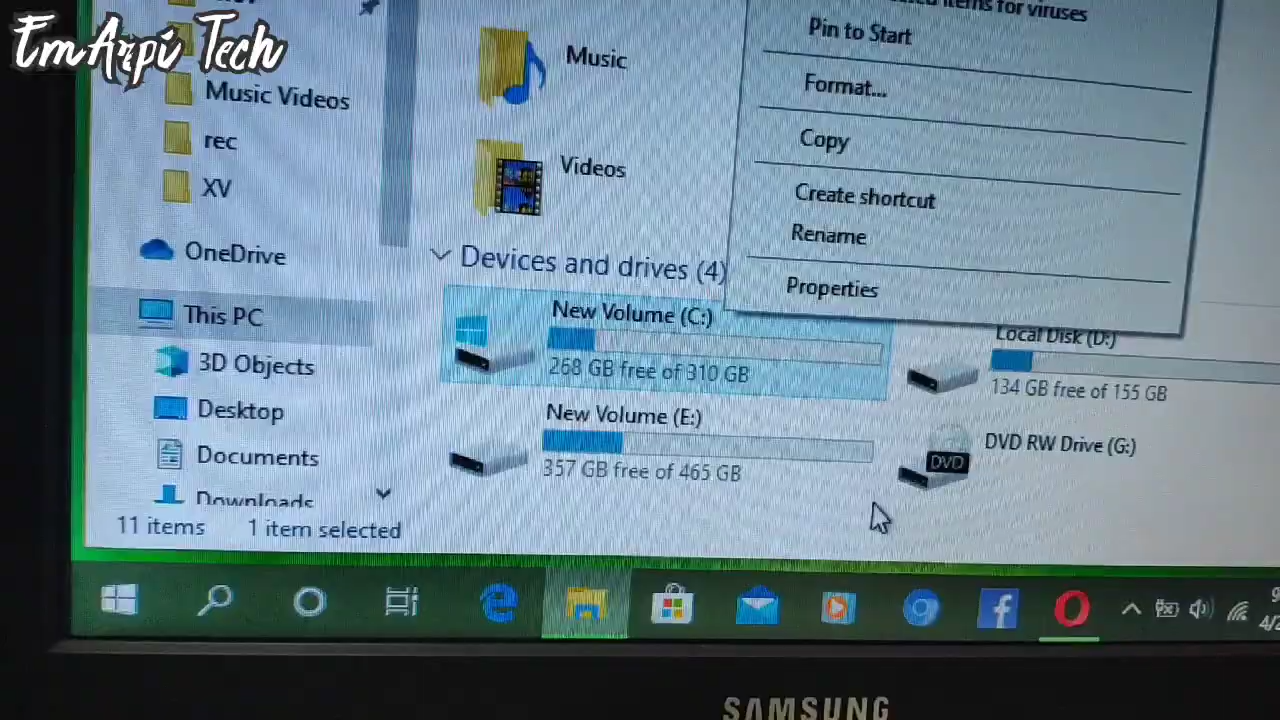 EmArpi Tech
Music Videos
rec
XV
OneDrive
This PC
3D Objects
Desktop
Documents
Downloads
11 items
1 item selected
Music
Videos
Devices and drives (4)
New Volume (C:)
268 GB free of 310 GB
New Volume (E:)
357 GB free of 465 GB
Local Disk (D:)
134 GB free of 155 GB
DVD RW Drive (G:)
DVD
items for viruses
Pin to Start
Format...
Copy
Create shortcut
Rename
Properties
SAMSUNG